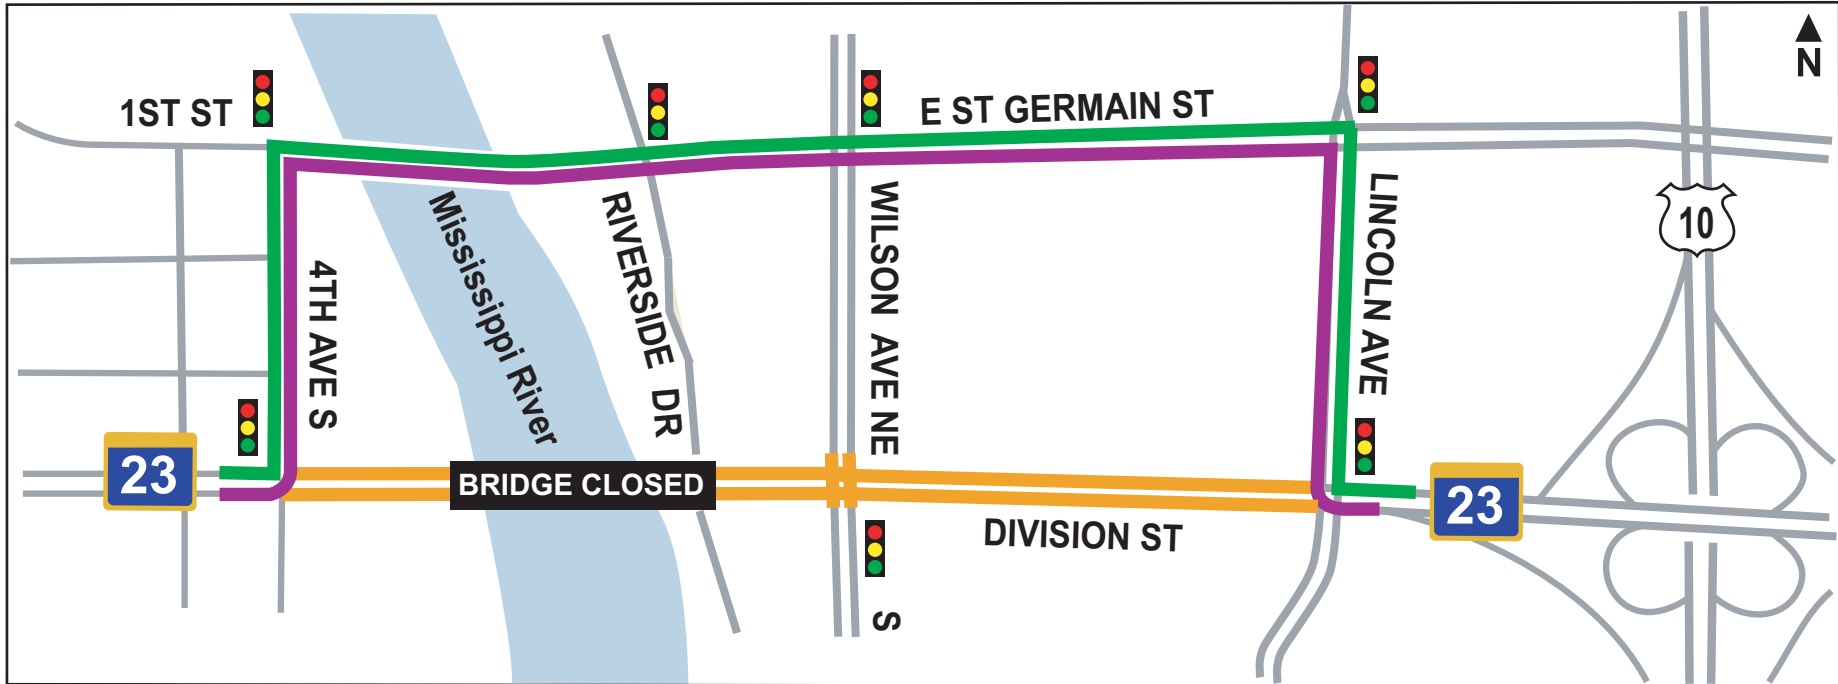 N
1ST ST
E ST GERMAIN ST
10
4TH AVE S
Mississippi River
RIVERSIDE DR
WILSON AVE NE
LINCOLN AVE
23
BRIDGE CLOSED
23
DIVISION ST
S